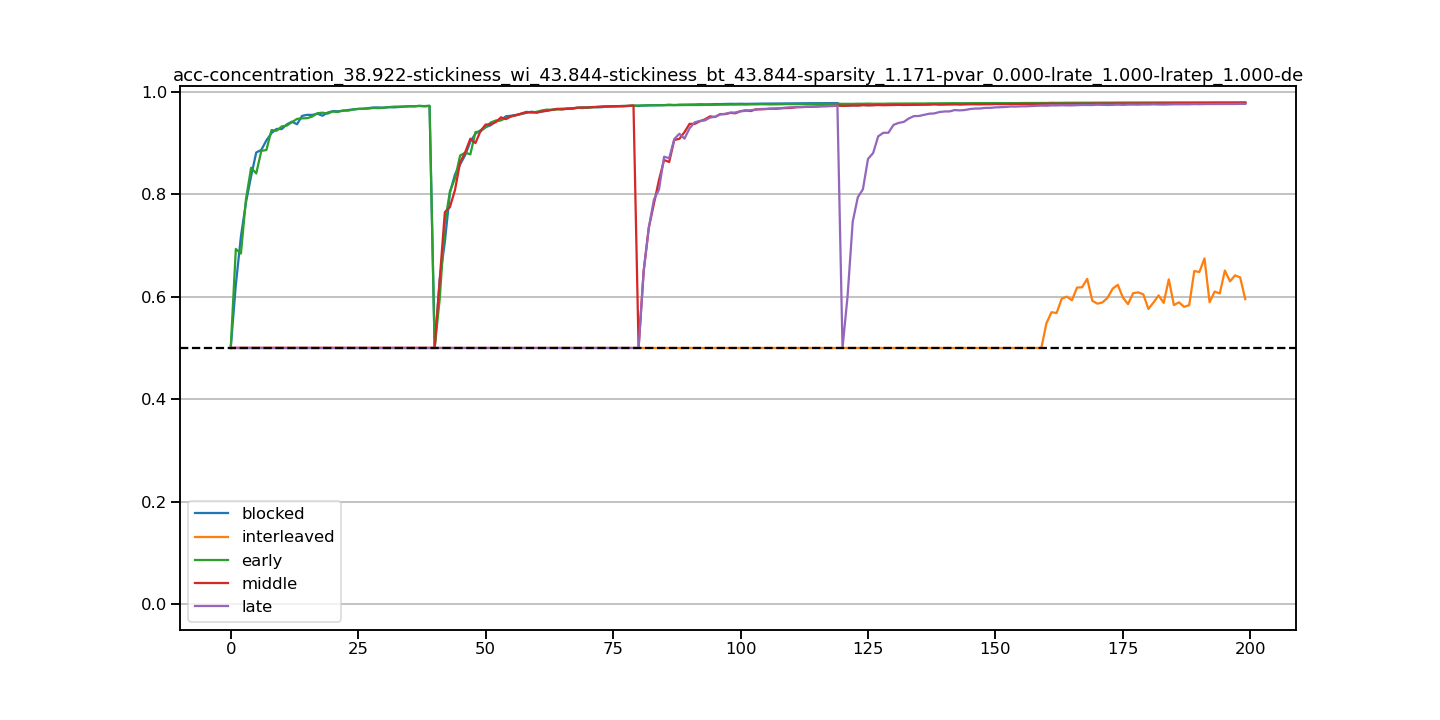 acc-concentration_38.922-stickiness_wi_43.844-stickiness_bt_43.844-sparsity_1.171-pvar_0.000-lrate_1.000-lratep_1.000-de
1.0
0.8
0.6
0.4
0.2
0.0
blocked
interleaved
early
middle
late
0 25 50 75 100 125 150 175 200